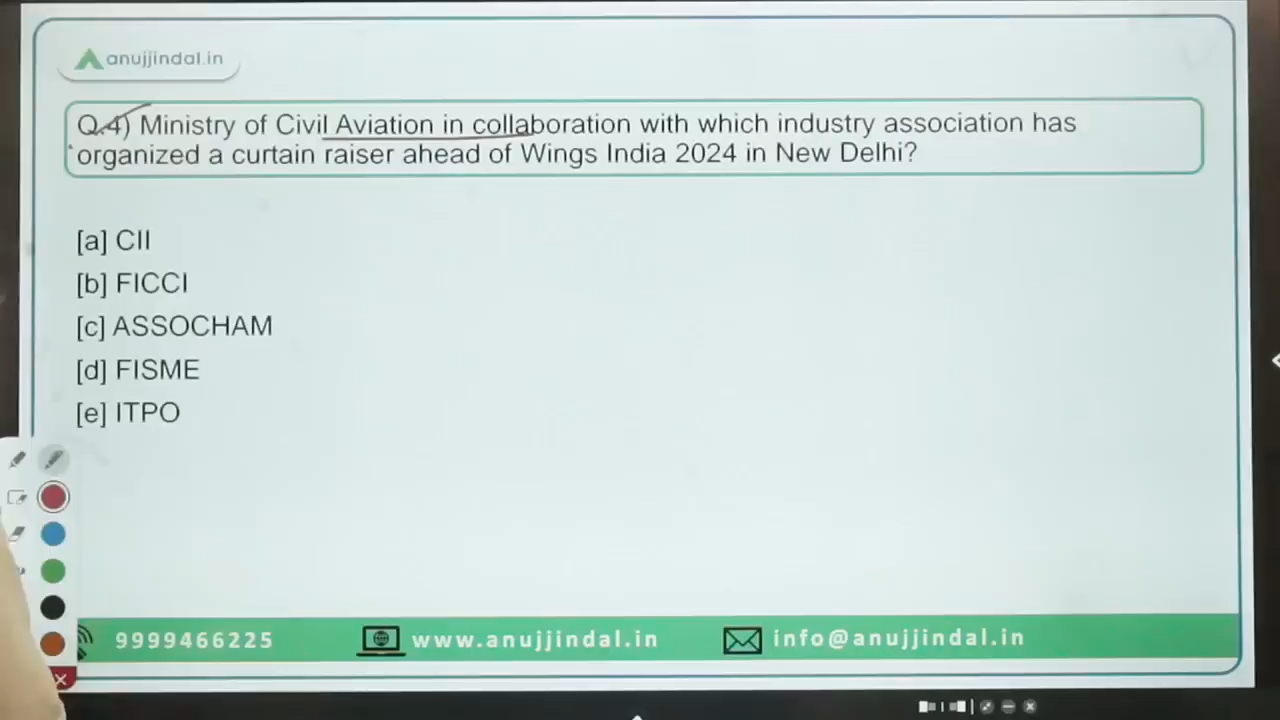 anujjindal.in
Q.4) Ministry of Civil Aviation in collaboration with which industry association has
organized a curtain raiser ahead of Wings India 2024 in New Delhi?
[a] CII
[b] FICCI
[c] ASSOCHAM
[d] FISME
[e] ITPO
9999466225 www.anujjindal.in info@anujjindal.in